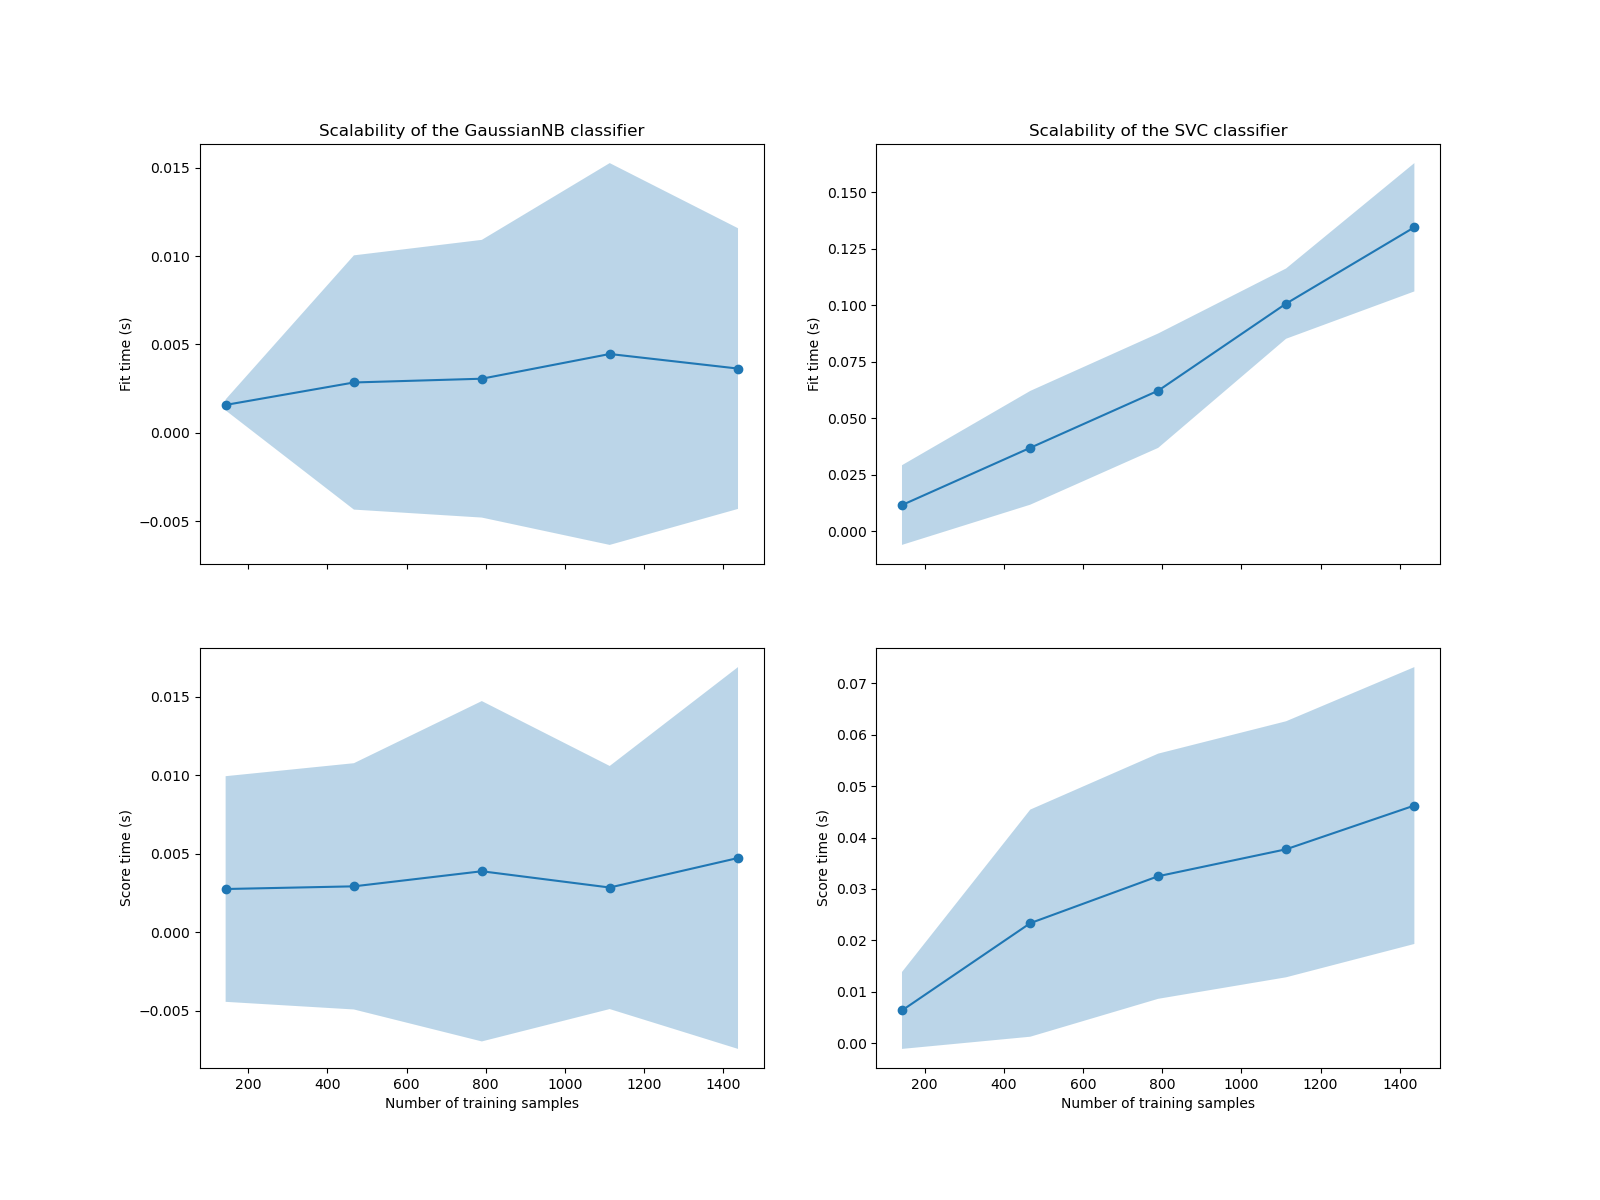 Scalability of the GaussianNB classifier
0.015
0.010
0.005
0.000
−0.005
Fit time (s)
Scalability of the SVC classifier
0.150
0.125
0.100
0.075
0.050
0.025
0.000
Fit time (s)
0.015
0.010
0.005
0.000
−0.005
Score time (s)
200 400 600 800 1000 1200 1400
Number of training samples
0.07
0.06
0.05
0.04
0.03
0.02
0.01
0.00
Score time (s)
200 400 600 800 1000 1200 1400
Number of training samples